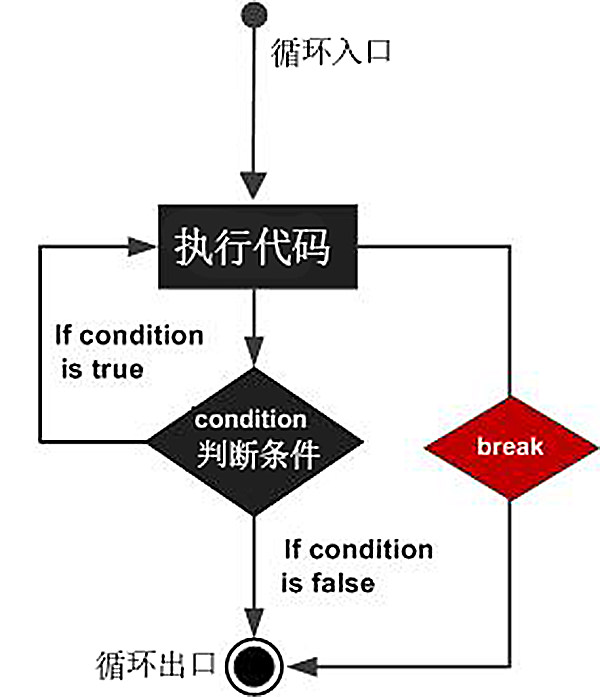 循环入口
执行代码
If condition
is true
condition
判断条件
break
If condition
is false
循环出口